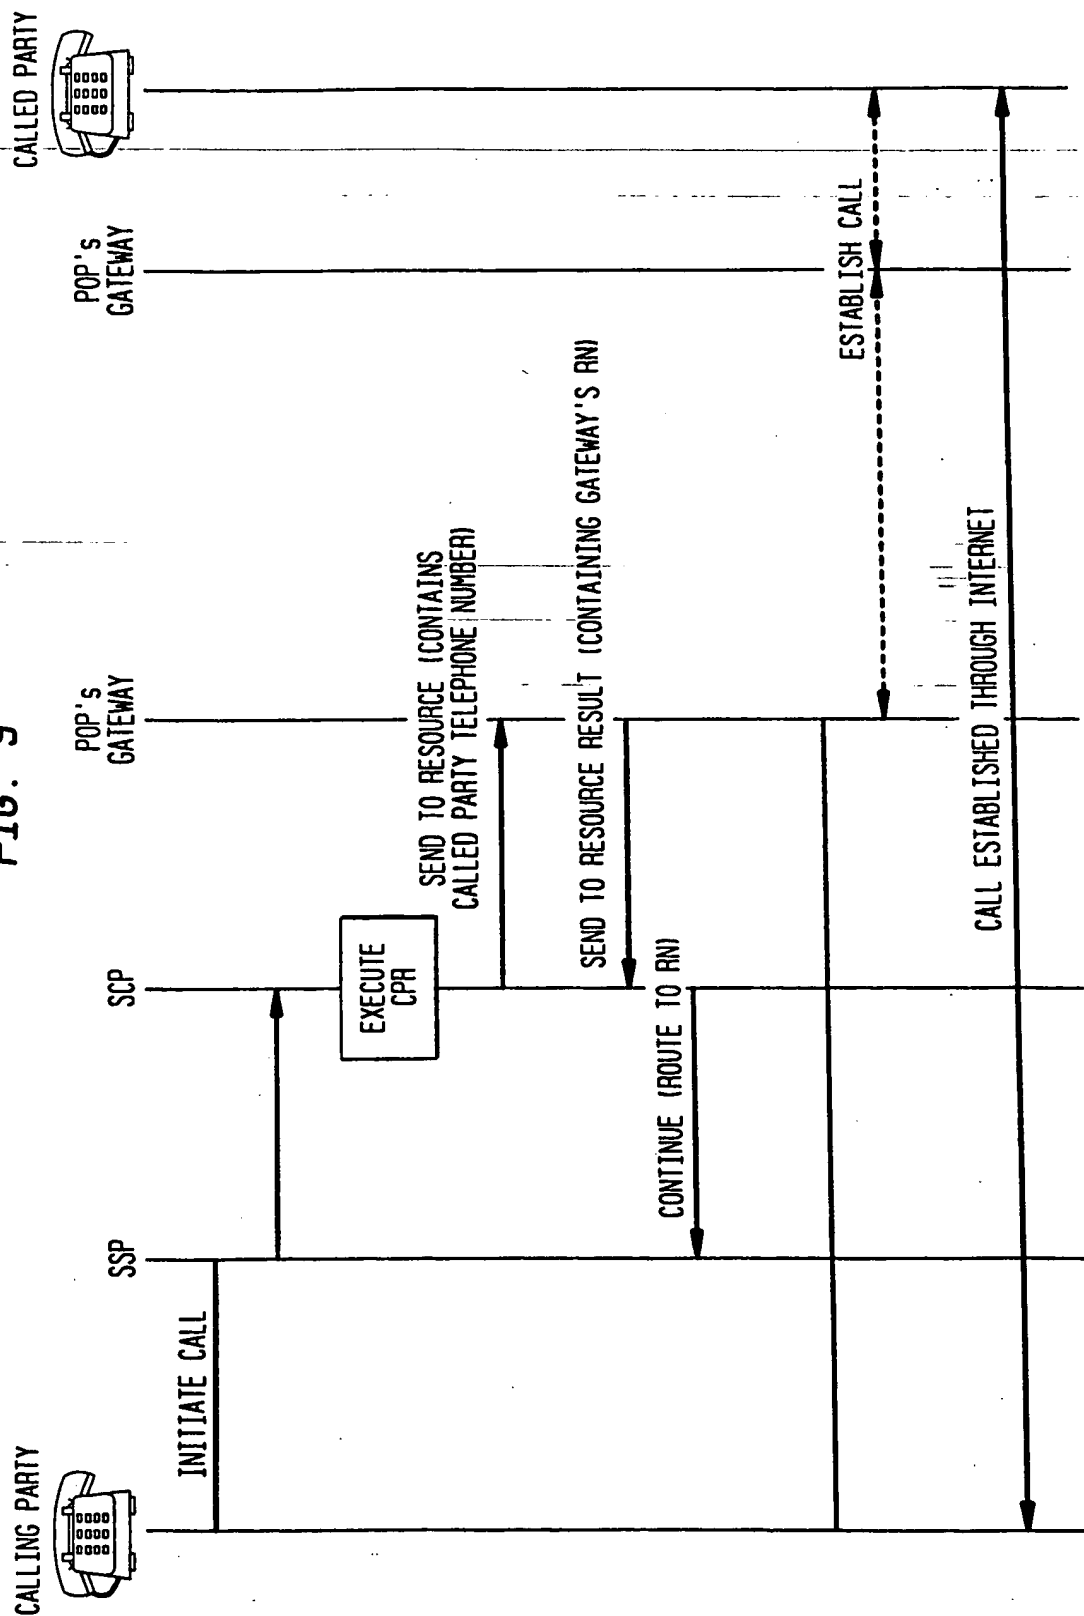 FIG. 9
CALLING PARTY
SSP
SCP
POP's
GATEWAY
POP's
GATEWAY
CALLED PARTY
INITIATE CALL
EXECUTE
CPR
SEND TO RESOURCE (CONTAINS
CALLED PARTY TELEPHONE NUMBER)
SEND TO RESOURCE RESULT (CONTAINING GATEWAY'S RN)
CONTINUE (ROUTE TO RN)
ESTABLISH CALL
CALL ESTABLISHED THROUGH INTERNET